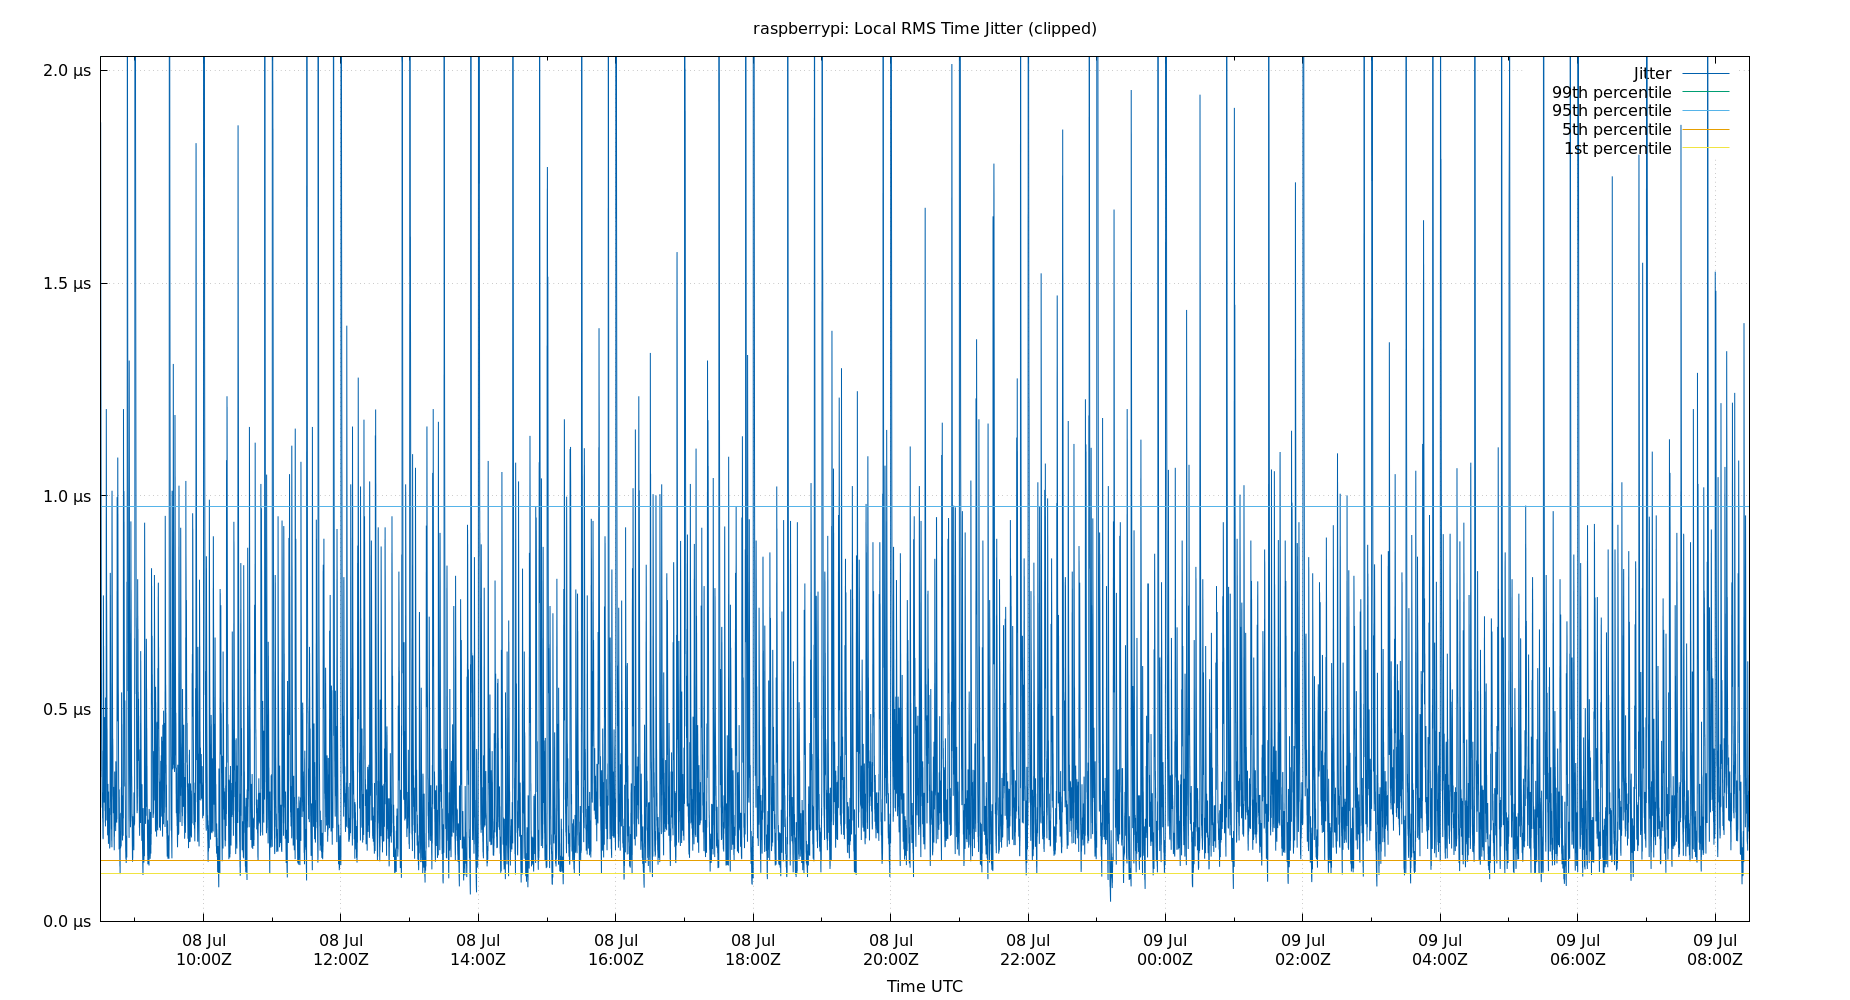 raspberrypi: Local RMS Time Jitter (clipped)
2.0 µs
1.5 µs
1.0 µs
0.5 µs
0.0 µs
Jitter
99th percentile
95th percentile
5th percentile
1st percentile
08 Jul 08 Jul 08 Jul 08 Jul 08 Jul 08 Jul 08 Jul 09 Jul 09 Jul 09 Jul 09 Jul 09 Jul
10:00Z 12:00Z 14:00Z 16:00Z 18:00Z 20:00Z 22:00Z 00:00Z 02:00Z 04:00Z 06:00Z 08:00Z
Time UTC